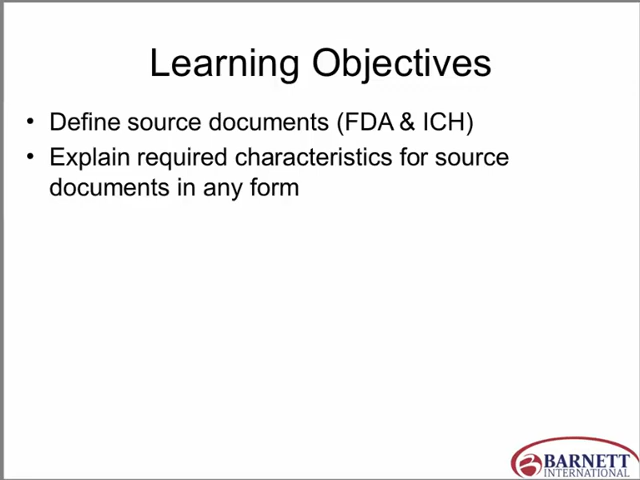 Learning Objectives
• Define source documents (FDA & ICH)
• Explain required characteristics for source
documents in any form
BARNETT
INTERNATIONAL